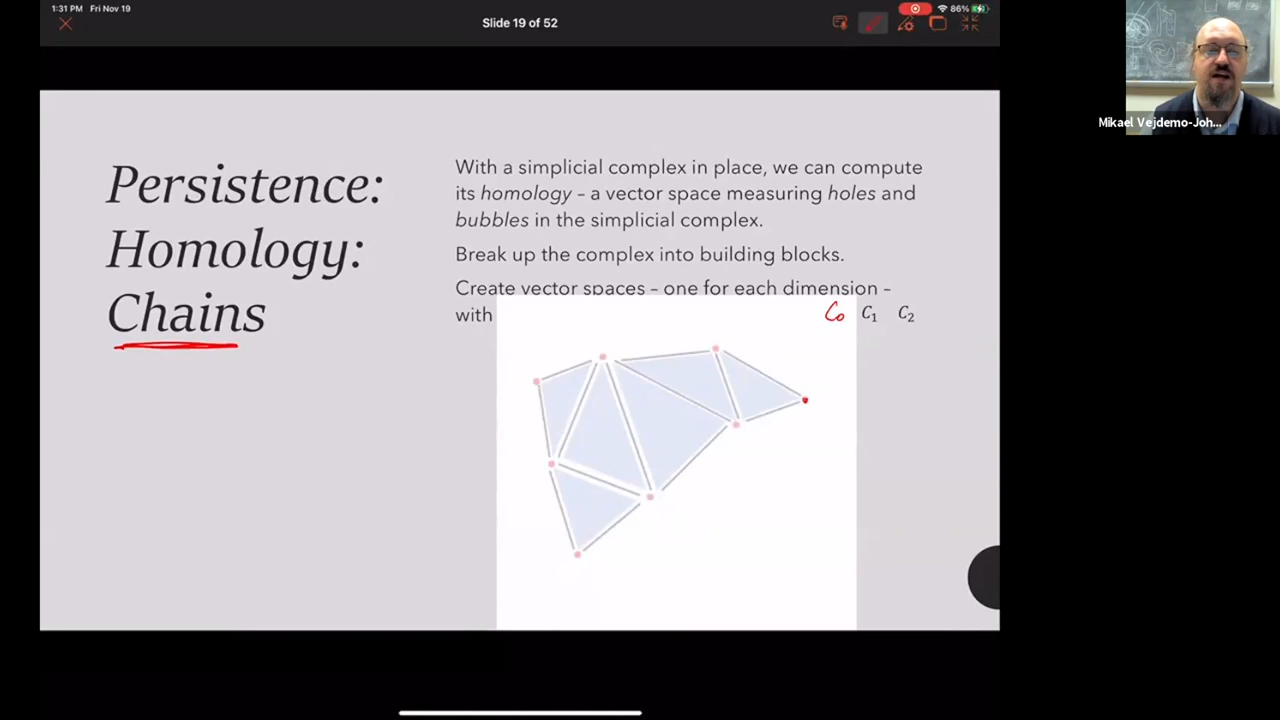 1:31 PM Fri Nov 19
86%
Slide 19 of 52
Mikael Vejdemo-Joh...
Persistence:
Homology:
Chains
With a simplicial complex in place, we can compute
its homology – a vector space measuring holes and
bubbles in the simplicial complex.
Break up the complex into building blocks.
Create vector spaces – one for each dimension –
with
C₀ C₁ C₂